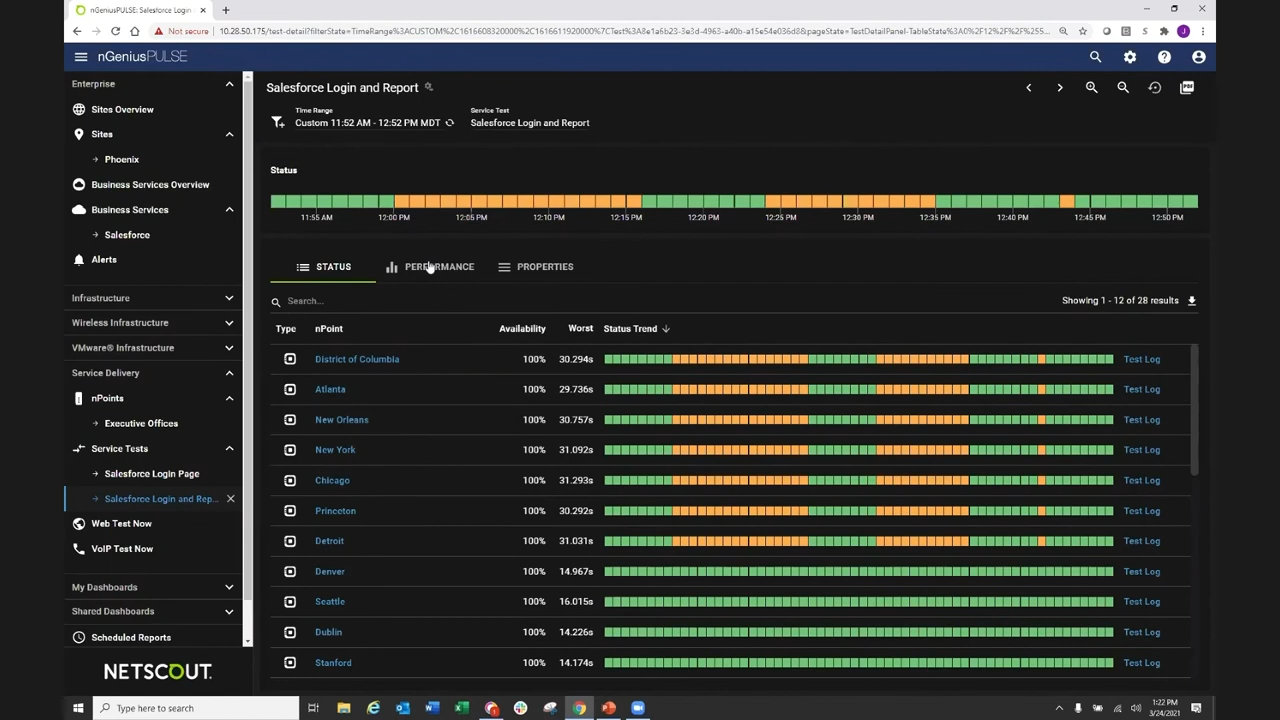 nGeniusPULSE: Salesforce Login
Not secure
10.28.50.175/test-detail?filterState=TimeRange%3ACUSTOM%2C1616608320000%2C1616611920000%7CTest%3A8e1a6b23-3e3d-4963-a40b-a15e54e036d8&pageState=TestDetailPanel-TableState%3A0%2F12%2F%2F%255...
J
nGeniusPULSE
Enterprise
Sites Overview
Sites
Phoenix
Business Services Overview
Business Services
Salesforce
Alerts
Infrastructure
Wireless Infrastructure
VMware® Infrastructure
Service Delivery
nPoints
Executive Offices
Service Tests
Salesforce Login Page
Salesforce Login and Rep...
Web Test Now
VoIP Test Now
My Dashboards
Shared Dashboards
Scheduled Reports
NETSCOUT.
Salesforce Login and Report
Time Range
Custom 11:52 AM - 12:52 PM MDT
Service Test
Salesforce Login and Report
PDF
Status
11:55 AM 12:00 PM 12:05 PM 12:10 PM 12:15 PM 12:20 PM 12:25 PM 12:30 PM 12:35 PM 12:40 PM 12:45 PM 12:50 PM
STATUS PERFORMANCE PROPERTIES
Search... Showing 1 - 12 of 28 results
Type nPoint Availability Worst Status Trend
District of Columbia 100% 30.294s Test Log
Atlanta 100% 29.736s Test Log
New Orleans 100% 30.757s Test Log
New York 100% 31.092s Test Log
Chicago 100% 31.293s Test Log
Princeton 100% 30.292s Test Log
Detroit 100% 31.031s Test Log
Denver 100% 14.967s Test Log
Seattle 100% 16.015s Test Log
Dublin 100% 14.226s Test Log
Stanford 100% 14.174s Test Log
Type here to search
1:22 PM
3/24/2021